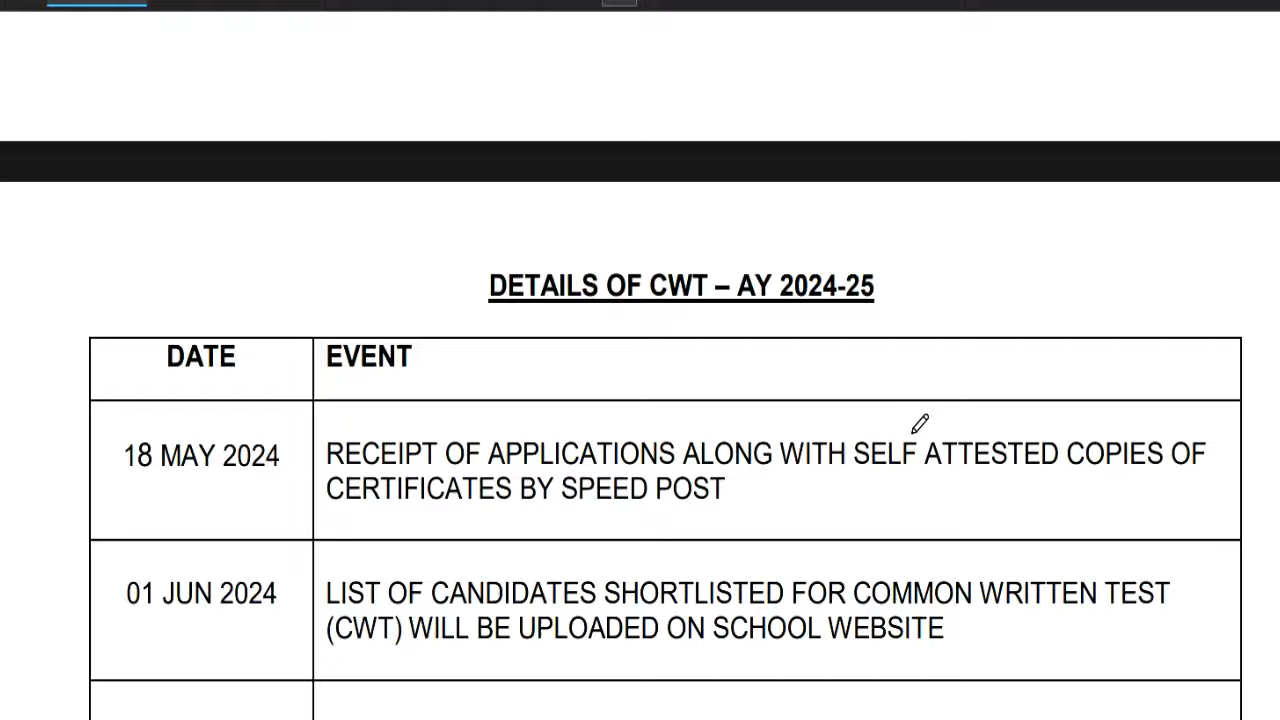 DETAILS OF CWT – AY 2024-25
DATE
EVENT
18 MAY 2024
RECEIPT OF APPLICATIONS ALONG WITH SELF ATTESTED COPIES OF
CERTIFICATES BY SPEED POST
01 JUN 2024
LIST OF CANDIDATES SHORTLISTED FOR COMMON WRITTEN TEST
(CWT) WILL BE UPLOADED ON SCHOOL WEBSITE